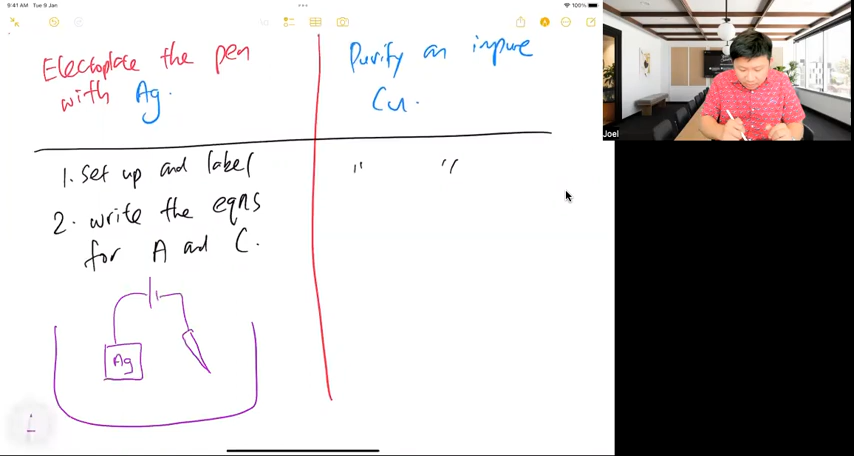 9:41 AM Tue 9 Jan
100%
Electoplate the pen
with Ag.
Purify an impure
Cu.
1. Set up and label
2. write the eqns
for A and C.
" "
Ag
Joel